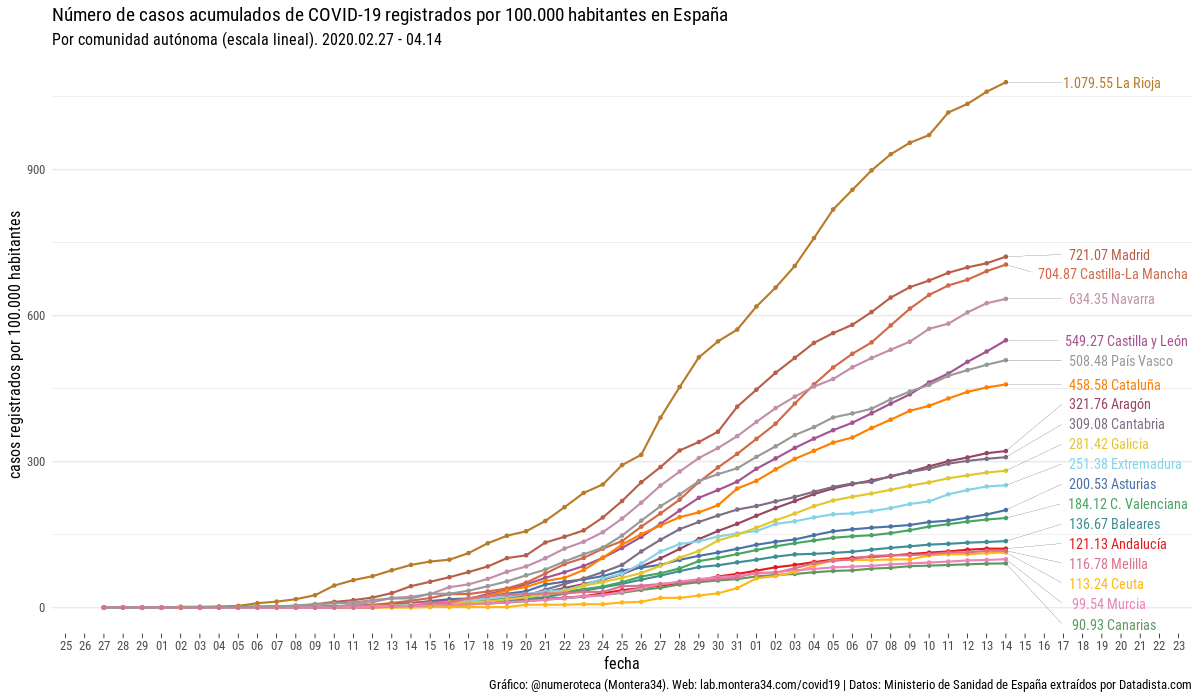 Número de casos acumulados de COVID-19 registrados por 100.000 habitantes en España
Por comunidad autónoma (escala lineal). 2020.02.27 - 04.14
casos registrados por 100.000 habitantes
900
600
300
0
1.079.55 La Rioja
721.07 Madrid
704.87 Castilla-La Mancha
634.35 Navarra
549.27 Castilla y León
508.48 País Vasco
458.58 Cataluña
321.76 Aragón
309.08 Cantabria
281.42 Galicia
251.38 Extremadura
200.53 Asturias
184.12 C. Valenciana
136.67 Baleares
121.13 Andalucía
116.78 Melilla
113.24 Ceuta
99.54 Murcia
90.93 Canarias
25 26 27 28 29 01 02 03 04 05 06 07 08 09 10 11 12 13 14 15 16 17 18 19 20 21 22 23 24 25 26 27 28 29 30 31 01 02 03 04 05 06 07 08 09 10 11 12 13 14 15 16 17 18 19 20 21 22 23
fecha
Gráfico: @numeroteca (Montera34). Web: lab.montera34.com/covid19 | Datos: Ministerio de Sanidad de España extraídos por Datadista.com